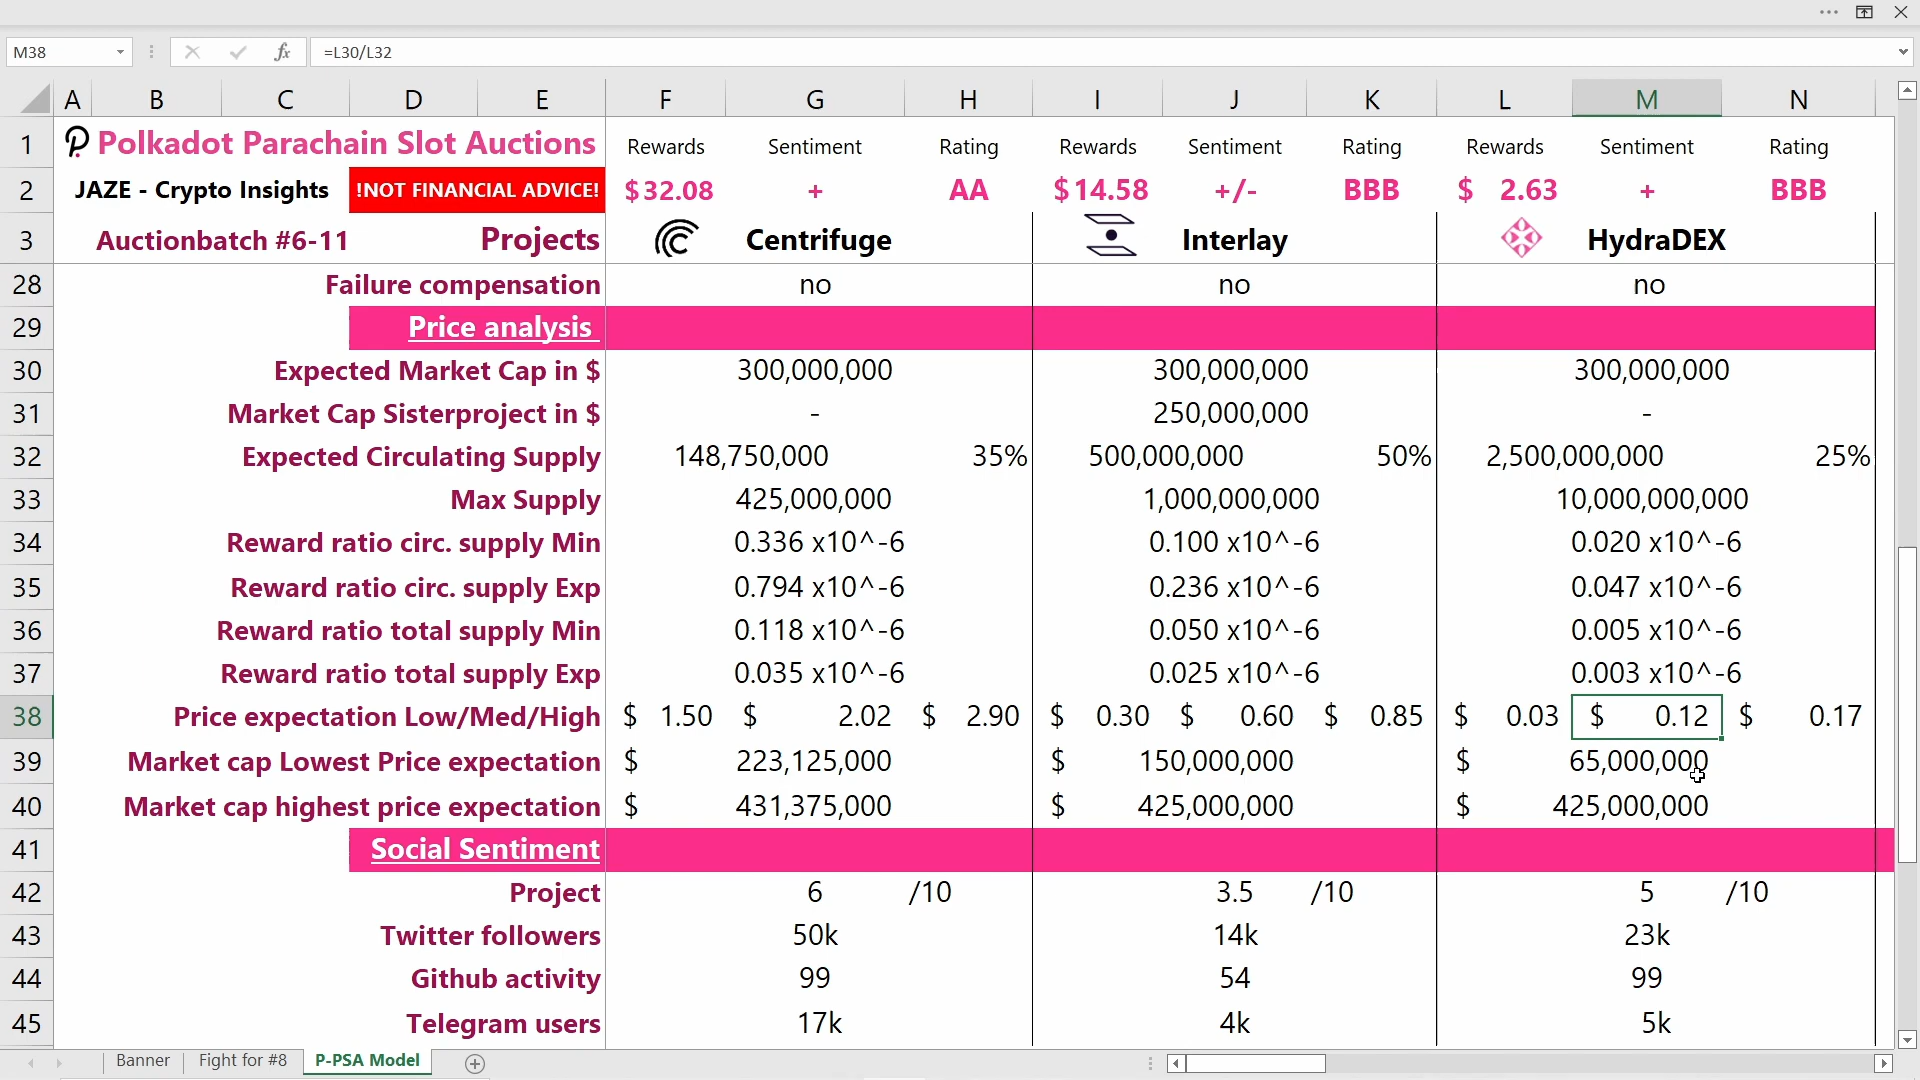 M38 fx =L30/L32
A B C D E F G H I J K L M N
1 Polkadot Parachain Slot Auctions Rewards Sentiment Rating Rewards Sentiment Rating Rewards Sentiment Rating
2 JAZE - Crypto Insights !NOT FINANCIAL ADVICE! $32.08 + AA $14.58 +/- BBB $ 2.63 + BBB
3 Auctionbatch #6-11 Projects Centrifuge Interlay HydraDEX
28 Failure compensation no no no
29 Price analysis
30 Expected Market Cap in $ 300,000,000 300,000,000 300,000,000
31 Market Cap Sisterproject in $ - 250,000,000 -
32 Expected Circulating Supply 148,750,000 35% 500,000,000 50% 2,500,000,000 25%
33 Max Supply 425,000,000 1,000,000,000 10,000,000,000
34 Reward ratio circ. supply Min 0.336 x10^-6 0.100 x10^-6 0.020 x10^-6
35 Reward ratio circ. supply Exp 0.794 x10^-6 0.236 x10^-6 0.047 x10^-6
36 Reward ratio total supply Min 0.118 x10^-6 0.050 x10^-6 0.005 x10^-6
37 Reward ratio total supply Exp 0.035 x10^-6 0.025 x10^-6 0.003 x10^-6
38 Price expectation Low/Med/High $ 1.50 $ 2.02 $ 2.90 $ 0.30 $ 0.60 $ 0.85 $ 0.03 $ 0.12 $ 0.17
39 Market cap Lowest Price expectation $ 223,125,000 $ 150,000,000 $ 65,000,000
40 Market cap highest price expectation $ 431,375,000 $ 425,000,000 $ 425,000,000
41 Social Sentiment
42 Project 6 /10 3.5 /10 5 /10
43 Twitter followers 50k 14k 23k
44 Github activity 99 54 99
45 Telegram users 17k 4k 5k
Banner Fight for #8 P-PSA Model